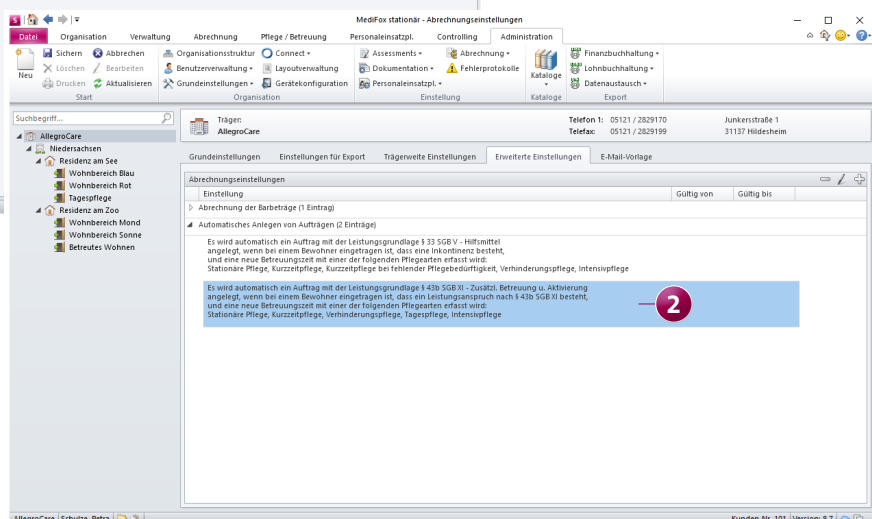 MediFox stationär - Abrechnungseinstellungen
Datei Organisation Verwaltung Abrechnung Pflege / Betreuung Personaleinsatzpl. Controlling Administration
Neu
Sichern Abbrechen
Löschen Bearbeiten
Drucken Aktualisieren
Start
Organisationsstruktur Connect
Benutzerverwaltung Layoutverwaltung
Grundeinstellungen Gerätekonfiguration
Organisation
Assessments Abrechnung
Dokumentation Fehlerprotokolle
Personaleinsatzpl.
Einstellung
Kataloge
Kataloge
Finanzbuchhaltung
Lohnbuchhaltung
Datenaustausch
Export
Suchbegriff...
AllegroCare
Niedersachsen
Residenz am See
Wohnbereich Blau
Wohnbereich Rot
Tagespflege
Residenz am Zoo
Wohnbereich Mond
Wohnbereich Sonne
Betreutes Wohnen
Träger: Telefon 1: 05121 / 2829170 Junkersstraße 1
AllegroCare Telefax: 05121 / 2829199 31137 Hildesheim
Grundeinstellungen Einstellungen für Export Trägerweite Einstellungen Erweiterte Einstellungen E-Mail-Vorlage
Abrechnungseinstellungen
Einstellung Gültig von Gültig bis
Abrechnung der Barbeträge (1 Eintrag)
Automatisches Anlegen von Aufträgen (2 Einträge)
Es wird automatisch ein Auftrag mit der Leistungsgrundlage § 33 SGB V - Hilfsmittel
angelegt, wenn bei einem Bewohner eingetragen ist, dass eine Inkontinenz besteht,
und eine neue Betreuungszeit mit einer der folgenden Pflegearten erfasst wird:
Stationäre Pflege, Kurzzeitpflege, Kurzzeitpflege bei fehlender Pflegebedürftigkeit, Verhinderungspflege, Intensivpflege
Es wird automatisch ein Auftrag mit der Leistungsgrundlage § 43b SGB XI - Zusätzl. Betreuung u. Aktivierung
angelegt, wenn bei einem Bewohner eingetragen ist, dass ein Leistungsanspruch nach § 43b SGB XI besteht,
und eine neue Betreuungszeit mit einer der folgenden Pflegearten erfasst wird:
Stationäre Pflege, Kurzzeitpflege, Verhinderungspflege, Tagespflege, Intensivpflege
2
AllegroCare Schulze, Petra Kunden-Nr. 101 Version: 8.7